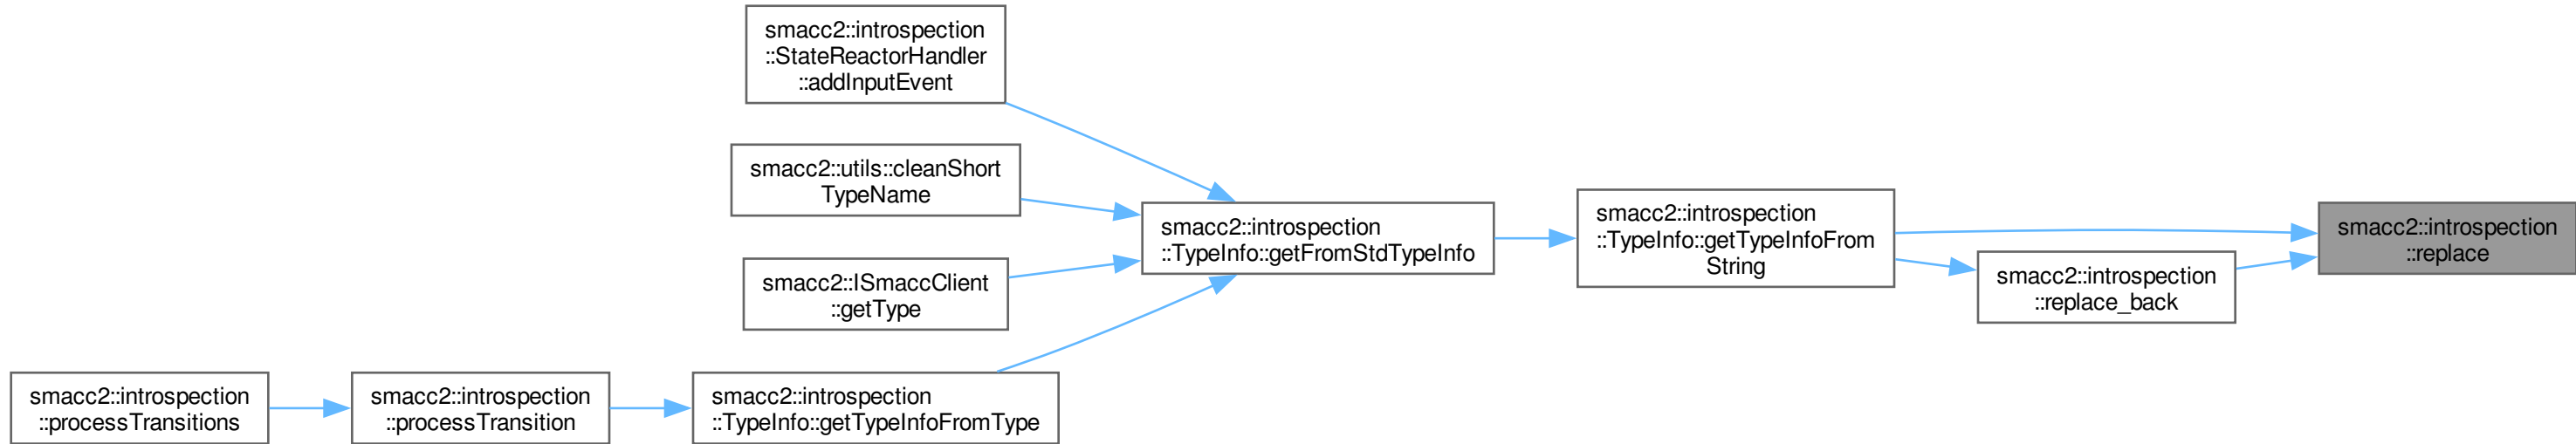 smacc2::introspection
::StateReactorHandler
::addInputEvent
smacc2::utils::cleanShort
TypeName
smacc2::ISmaccClient
::getType
smacc2::introspection
::processTransitions
smacc2::introspection
::processTransition
smacc2::introspection
::TypeInfo::getTypeInfoFromType
smacc2::introspection
::TypeInfo::getFromStdTypeInfo
smacc2::introspection
::TypeInfo::getTypeInfoFrom
String
smacc2::introspection
::replace_back
smacc2::introspection
::replace